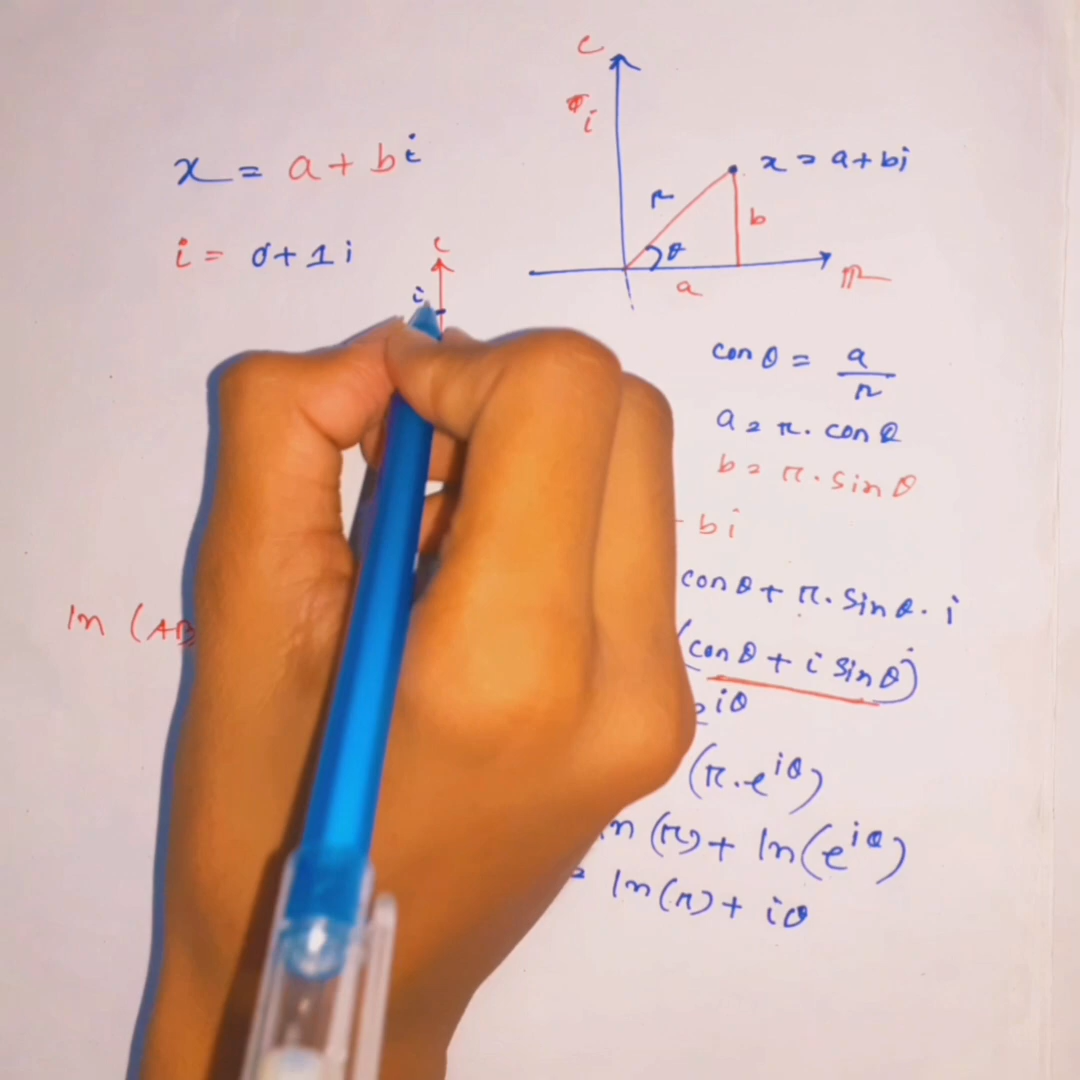 x = a + bi
i = 0 + 1i
c
i
ln (AB
c
i
x = a + bi
r
b
θ
a
R
con θ = a/r
a = r. con θ
b = r. sin θ
bi
con θ + r. sin θ. i
(con θ + i sin θ)
e^iθ
(r.e^iθ)
ln (r) + ln(e^iθ)
= ln(r) + iθ